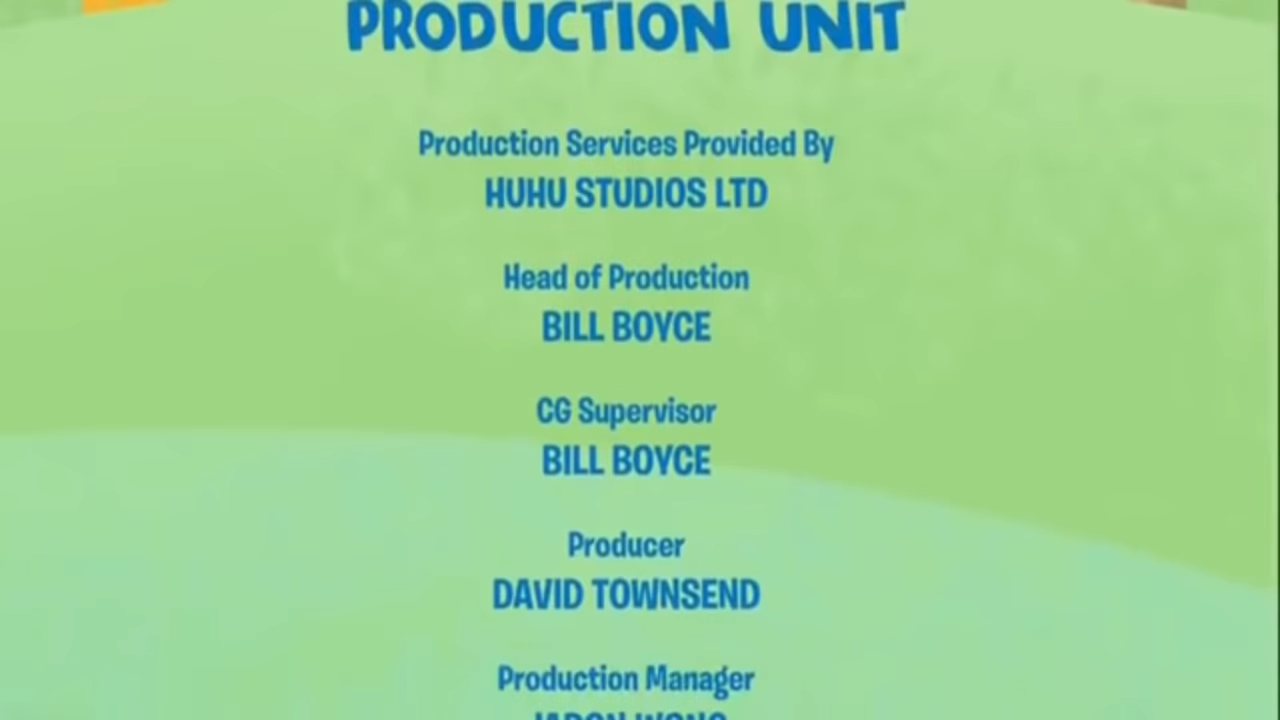 PRODUCTION UNIT
Production Services Provided By
HUHU STUDIOS LTD
Head of Production
BILL BOYCE
CG Supervisor
BILL BOYCE
Producer
DAVID TOWNSEND
Production Manager